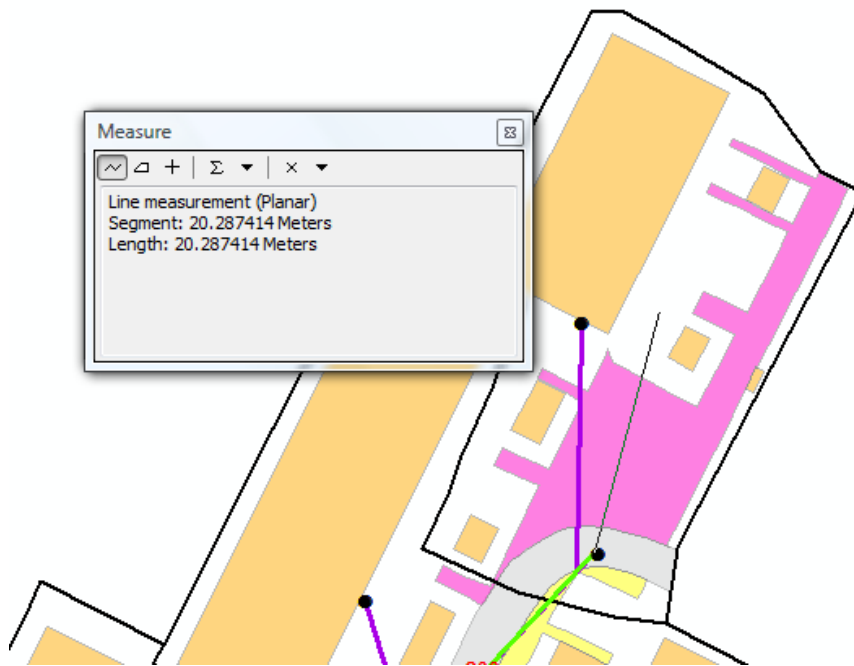 Measure
Line measurement (Planar)
Segment: 20.287414 Meters
Length: 20.287414 Meters